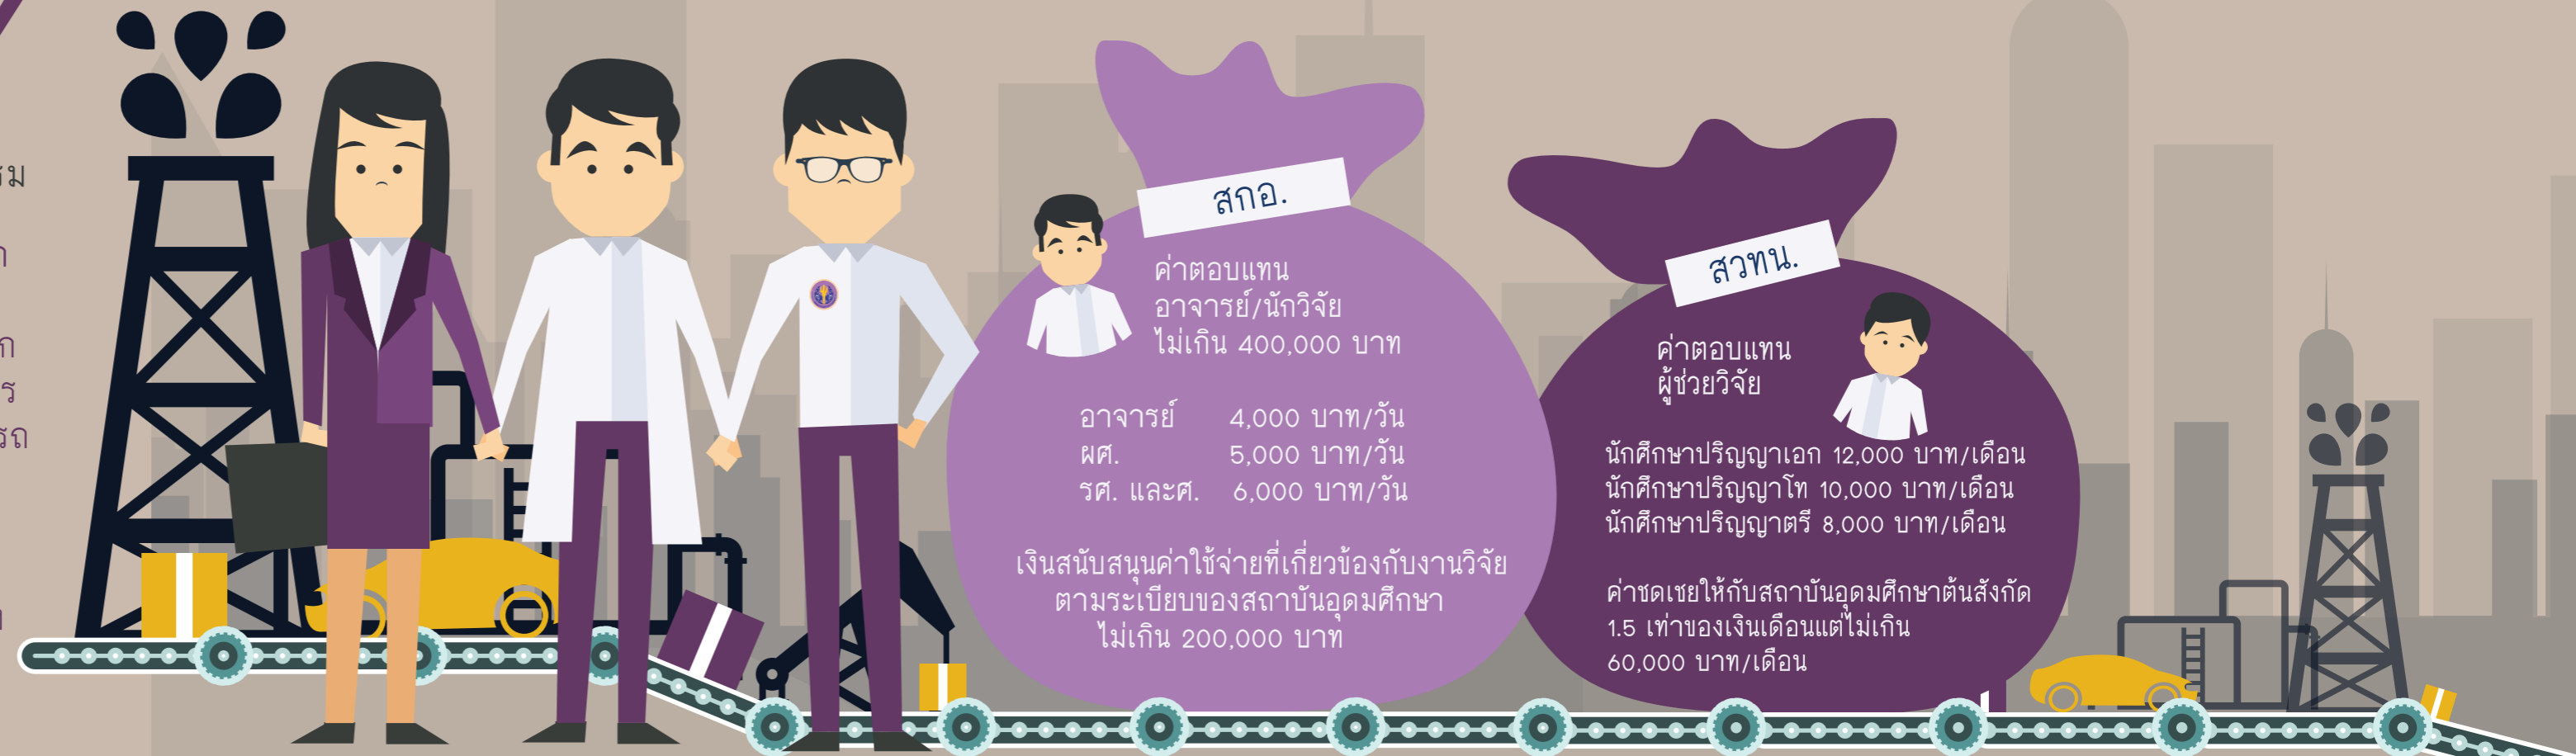 สกอ.
ค่าตอบแทน
อาจารย์/นักวิจัย
ไม่เกิน 400,000 บาท
อาจารย์ 4,000 บาท/วัน
ผศ. 5,000 บาท/วัน
รศ. และศ. 6,000 บาท/วัน
เงินสนับสนุนค่าใช้จ่ายที่เกี่ยวข้องกับงานวิจัย
ตามระเบียบของสถาบันอุดมศึกษา
ไม่เกิน 200,000 บาท
สวทน.
ค่าตอบแทน
ผู้ช่วยวิจัย
นักศึกษาปริญญาเอก 12,000 บาท/เดือน
นักศึกษาปริญญาโท 10,000 บาท/เดือน
นักศึกษาปริญญาตรี 8,000 บาท/เดือน
ค่าชดเชยให้กับสถาบันอุดมศึกษาต้นสังกัด
1.5 เท่าของเงินเดือนแต่ไม่เกิน
60,000 บาท/เดือน